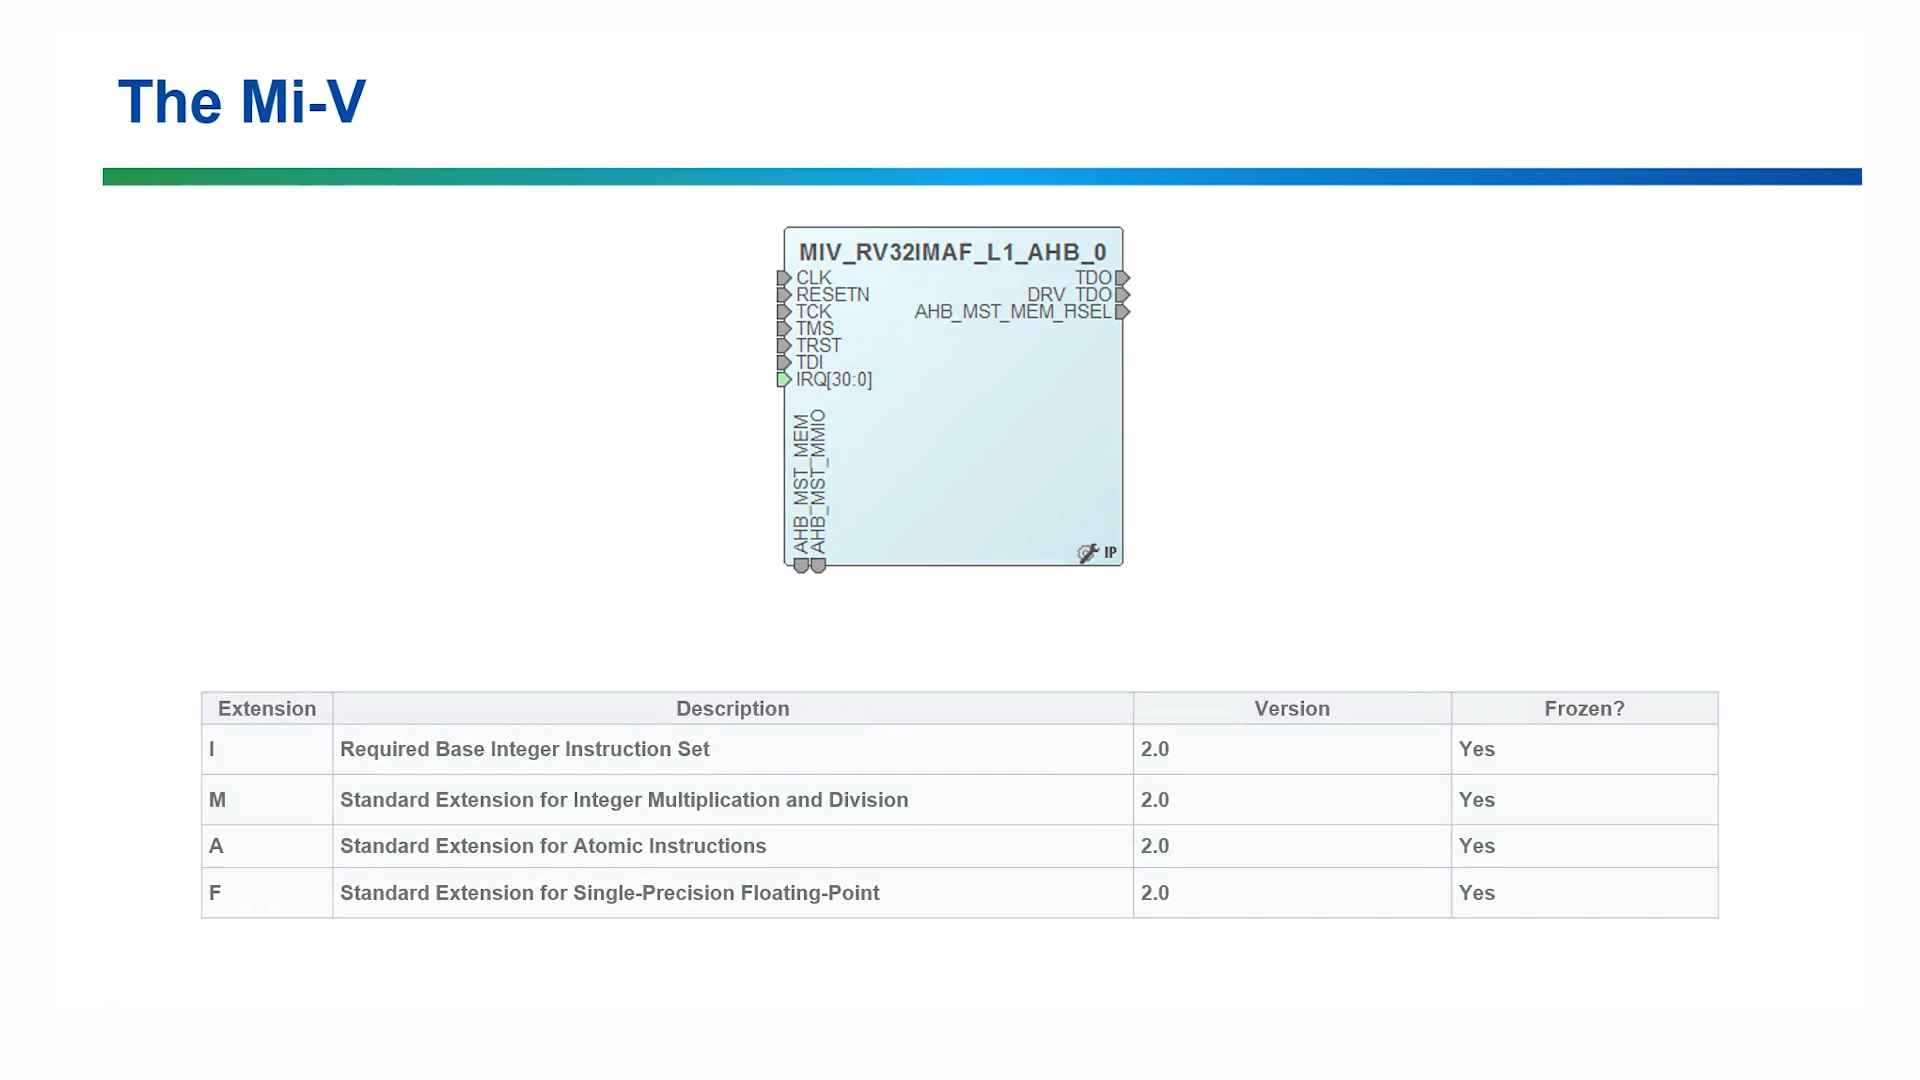 The Mi-V
MIV_RV32IMAF_L1_AHB_0
CLK
RESETN
TCK
TMS
TRST
TDI
IRQ[30:0]
TDO
DRV_TDO
AHB_MST_MEM_HSEL
AHB_MST_MEM
AHB_MST_MMIO
IP
Extension Description Version Frozen?
I Required Base Integer Instruction Set 2.0 Yes
M Standard Extension for Integer Multiplication and Division 2.0 Yes
A Standard Extension for Atomic Instructions 2.0 Yes
F Standard Extension for Single-Precision Floating-Point 2.0 Yes